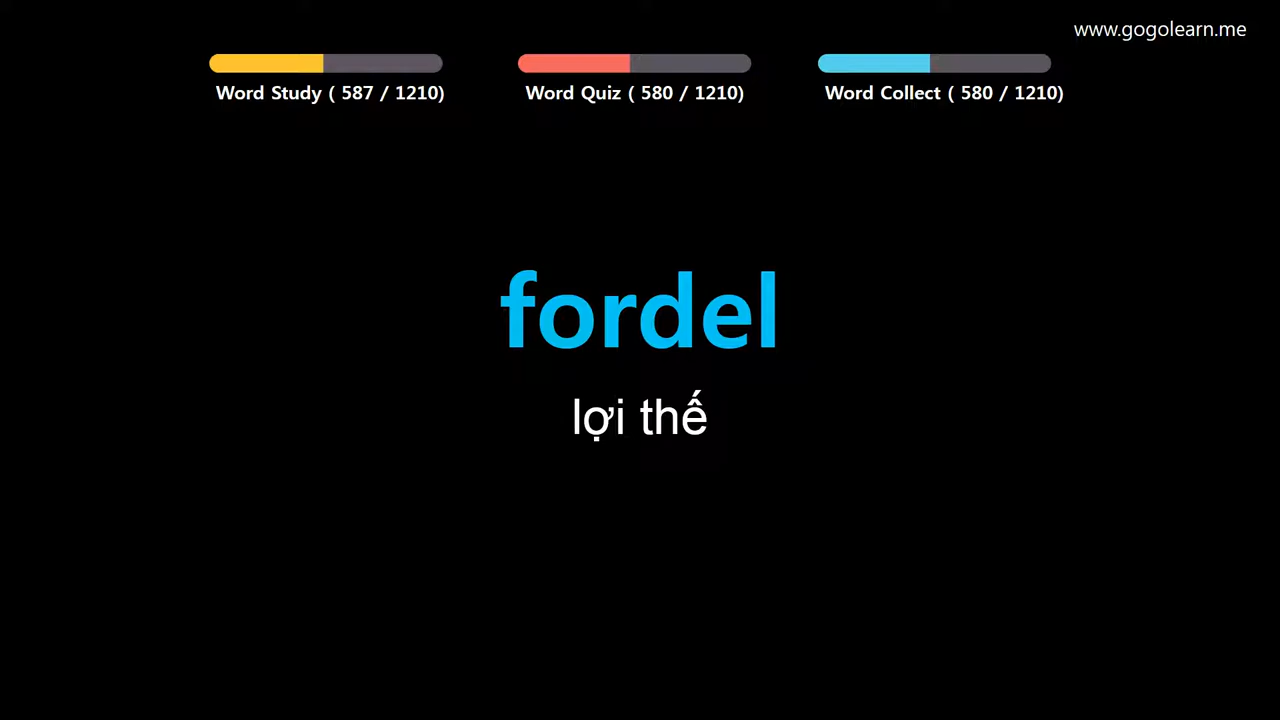 www.gogolearn.me
Word Study ( 587 / 1210)
Word Quiz ( 580 / 1210)
Word Collect ( 580 / 1210)
fordel
lợi thế